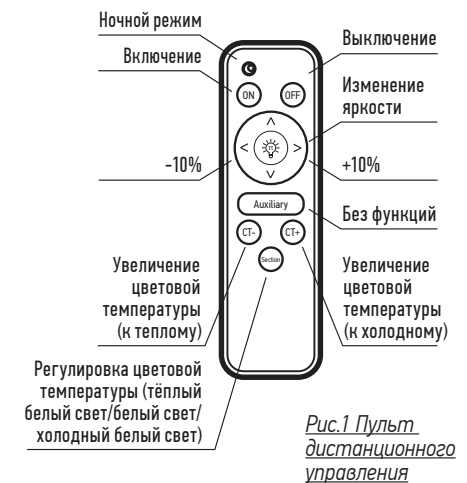 Ночной режим
Включение
Выключение
ON
OFF
Изменение
яркости
-10%
+10%
Auxiliary
Без функций
CT-
CT+
Section
Увеличение
цветовой
температуры
(к теплому)
Увеличение
цветовой
температуры
(к холодному)
Регулировка цветовой
температуры (тёплый
белый свет/белый свет/
холодный белый свет)
Рис.1 Пульт
дистанционного
управления